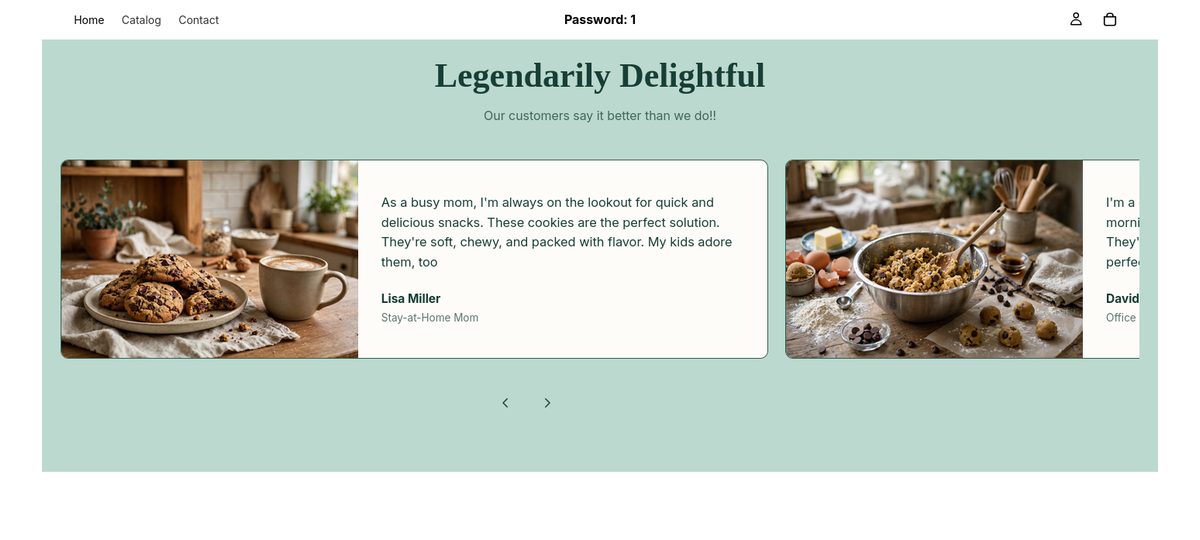 Home Catalog Contact Password: 1
Legendarily Delightful
Our customers say it better than we do!!
As a busy mom, I'm always on the lookout for quick and
delicious snacks. These cookies are the perfect solution.
They're soft, chewy, and packed with flavor. My kids adore
them, too
Lisa Miller
Stay-at-Home Mom
I'm a
They'
David
Office